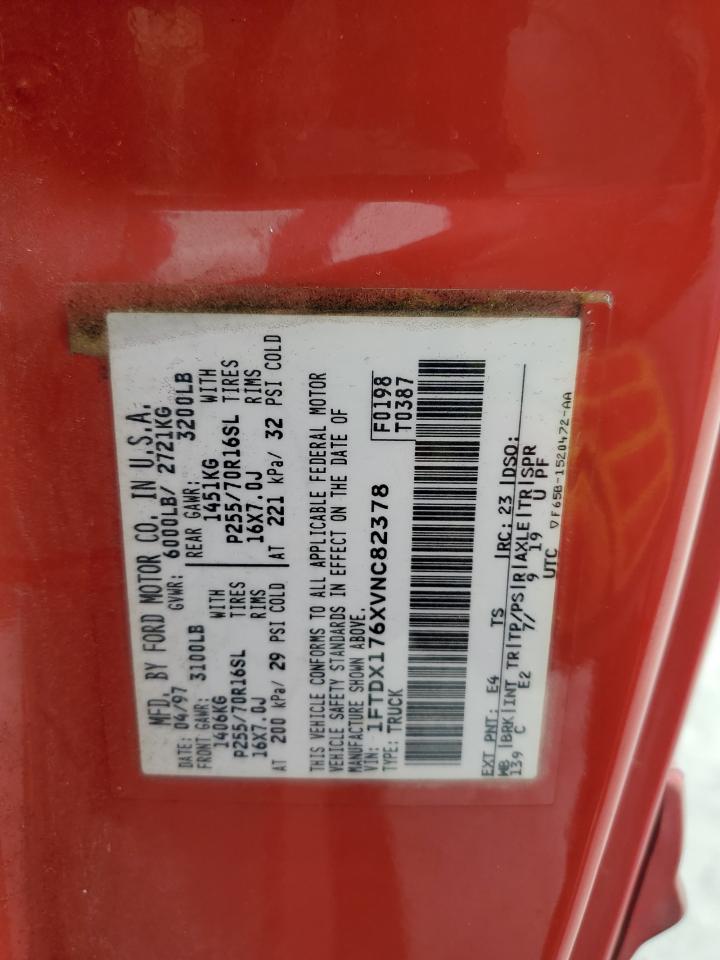 MFD. BY FORD MOTOR CO. IN U.S.A.
DATE: 04/97 GVWR: 6000LB/ 2721KG
FRONT GAWR: 3100LB REAR GAWR: 3200LB
1406KG 1451KG WITH
P255/70R16SL TIRES P255/70R16SL TIRES
16X7.0J RIMS 16X7.0J RIMS
AT 200 kPa/ 29 PSI COLD AT 221 kPa/ 32 PSI COLD
THIS VEHICLE CONFORMS TO ALL APPLICABLE FEDERAL MOTOR
VEHICLE SAFETY STANDARDS IN EFFECT ON THE DATE OF
MANUFACTURE SHOWN ABOVE.
VIN: 1FTDX176XVNC82378 F0198
TYPE: TRUCK T0387
EXT PNT: E4 TS RC: 23 DSO:
WB BRK INT TR TP/PS R AXLE TR SPR
139 C E2 7/ 9 19 U PF
UTC
▽F65B-1520472-AA